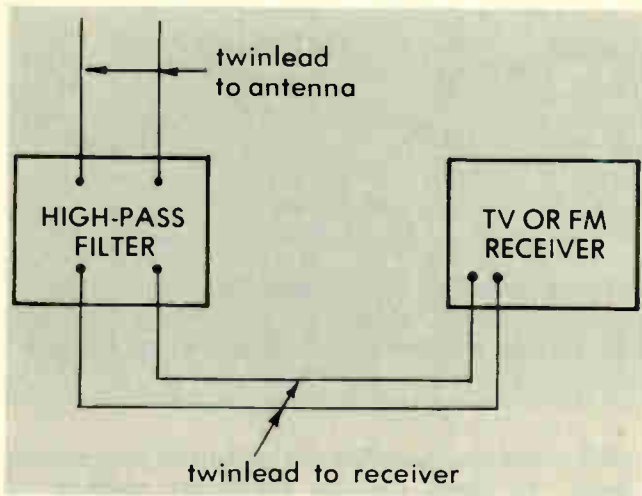 twinlead
to antenna
HIGH-PASS
FILTER
TV OR FM
RECEIVER
twinlead to receiver